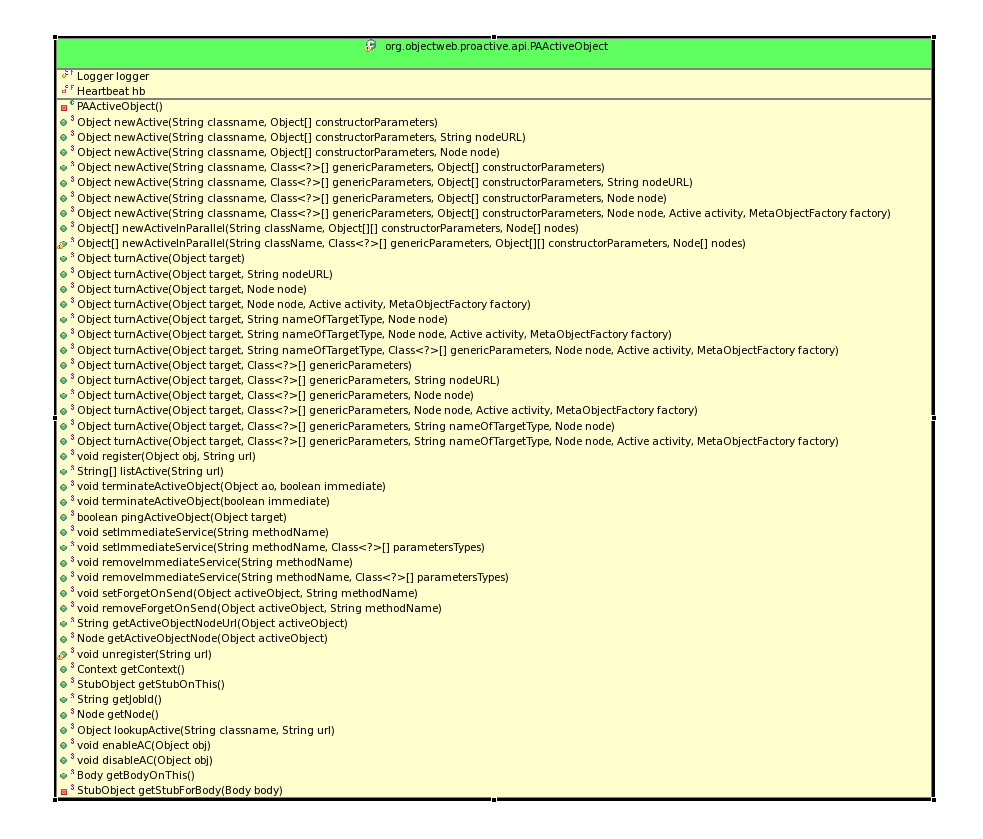 org.objectweb.proactive.api.PAActiveObject
Logger logger
Heartbeat hb
PAActiveObject()
Object newActive(String classname, Object[] constructorParameters)
Object newActive(String classname, Object[] constructorParameters, String nodeURL)
Object newActive(String classname, Object[] constructorParameters, Node node)
Object newActive(String classname, Class<?>[] genericParameters, Object[] constructorParameters)
Object newActive(String classname, Class<?>[] genericParameters, Object[] constructorParameters, String nodeURL)
Object newActive(String classname, Class<?>[] genericParameters, Object[] constructorParameters, Node node)
Object newActive(String classname, Class<?>[] genericParameters, Object[] constructorParameters, Node node, Active activity, MetaObjectFactory factory)
Object[] newActiveInParallel(String className, Object[][] constructorParameters, Node[] nodes)
Object[] newActiveInParallel(String className, Class<?>[] genericParameters, Object[][] constructorParameters, Node[] nodes)
Object turnActive(Object target)
Object turnActive(Object target, String nodeURL)
Object turnActive(Object target, Node node)
Object turnActive(Object target, Node node, Active activity, MetaObjectFactory factory)
Object turnActive(Object target, String nameOfTargetType, Node node)
Object turnActive(Object target, String nameOfTargetType, Node node, Active activity, MetaObjectFactory factory)
Object turnActive(Object target, String nameOfTargetType, Class<?>[] genericParameters, Node node, Active activity, MetaObjectFactory factory)
Object turnActive(Object target, Class<?>[] genericParameters)
Object turnActive(Object target, Class<?>[] genericParameters, String nodeURL)
Object turnActive(Object target, Class<?>[] genericParameters, Node node)
Object turnActive(Object target, Class<?>[] genericParameters, Node node, Active activity, MetaObjectFactory factory)
Object turnActive(Object target, Class<?>[] genericParameters, String nameOfTargetType, Node node)
Object turnActive(Object target, Class<?>[] genericParameters, String nameOfTargetType, Node node, Active activity, MetaObjectFactory factory)
void register(Object obj, String url)
String[] listActive(String url)
void terminateActiveObject(Object ao, boolean immediate)
void terminateActiveObject(boolean immediate)
boolean pingActiveObject(Object target)
void setImmediateService(String methodName)
void setImmediateService(String methodName, Class<?>[] parametersTypes)
void removeImmediateService(String methodName)
void removeImmediateService(String methodName, Class<?>[] parametersTypes)
void setForgetOnSend(Object activeObject, String methodName)
void removeForgetOnSend(Object activeObject, String methodName)
String getActiveObjectNodeUrl(Object activeObject)
Node getActiveObjectNode(Object activeObject)
void unregister(String url)
Context getContext()
StubObject getStubOnThis()
String getJobId()
Node getNode()
Object lookupActive(String classname, String url)
void enableAC(Object obj)
void disableAC(Object obj)
Body getBodyOnThis()
StubObject getStubForBody(Body body)